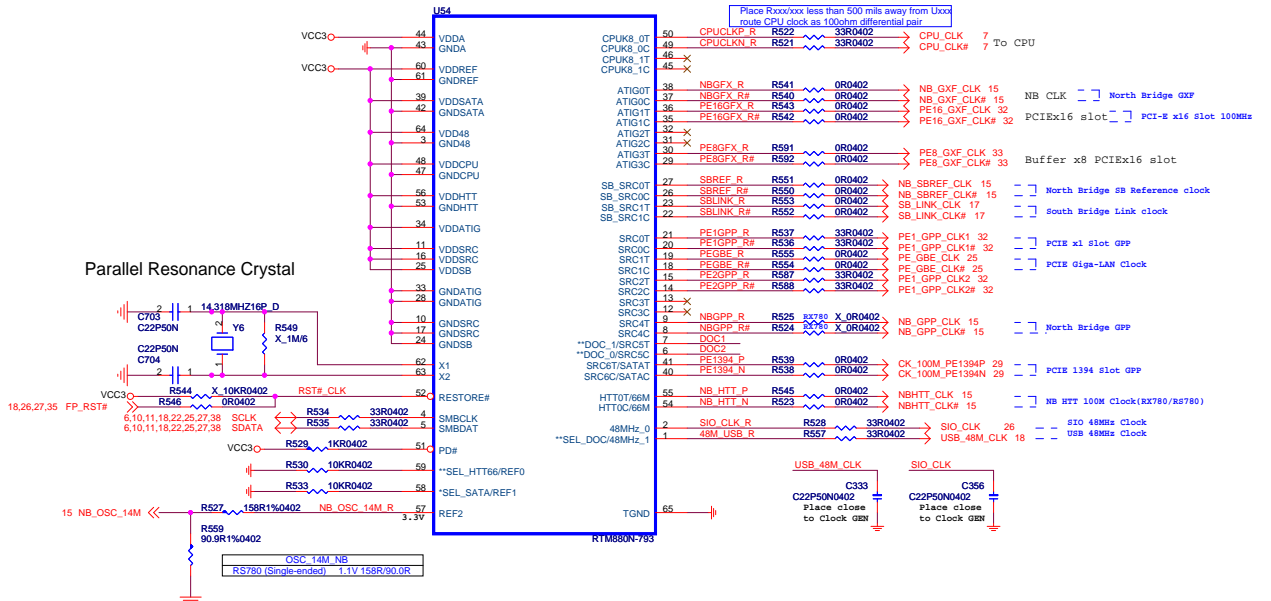 U54
Place Rxxx/xxx less than 500 mils away from Uxxx
route CPU clock as 100ohm differential pair
VCC3 44 VDDA CPUK8_0T 50 CPUCLKP_R R522 33R0402 CPU_CLK 7
43 GNDA CPUK8_0C 49 CPUCLKN_R R521 33R0402 CPU_CLK# 7 To CPU
CPUK8_1T 46
VCC3 60 VDDREF CPUK8_1C 45
61 GNDREF
ATIG0T 38 NBGFX_R R541 0R0402 NB_GXF_CLK 15
39 VDDSATA ATIG0C 37 NBGFX_R# R540 0R0402 NB_GXF_CLK# 15 NB CLK North Bridge GXF
42 GNDSATA ATIG1T 36 PE16GFX_R R543 0R0402 PE16_GXF_CLK 32
ATIG1C 35 PE16GFX_R# R542 0R0402 PE16_GXF_CLK# 32 PCIEx16 slot PCI-E x16 Slot 100MHz
64 VDD48 ATIG2T 32
3 GND48 ATIG2C 31
ATIG3T 30 PE8GFX_R R591 0R0402 PE8_GXF_CLK 33
48 VDDCPU ATIG3C 29 PE8GFX_R# R592 0R0402 PE8_GXF_CLK# 33 Buffer x8 PCIEx16 slot
47 GNDCPU
SB_SRC0T 27 SBREF_R R551 0R0402 NB_SBREF_CLK 15
56 VDDHTT SB_SRC0C 26 SBREF_R# R550 0R0402 NB_SBREF_CLK# 15 North Bridge SB Reference clock
53 GNDHTT SB_SRC1T 23 SBLINK_R R553 0R0402 SB_LINK_CLK 17
SB_SRC1C 22 SBLINK_R# R552 0R0402 SB_LINK_CLK# 17 South Bridge Link clock
34 VDDATIG
SRC0T 21 PE1GPP_R R537 33R0402 PE1_GPP_CLK1 32
11 VDDSRC SRC0C 20 PE1GPP_R# R536 33R0402 PE1_GPP_CLK1# 32 PCIE x1 Slot GPP
16 VDDSRC SRC1T 19 PEGBE_R R555 0R0402 PE_GBE_CLK 25
25 VDDSB SRC1C 18 PEGBE_R# R554 0R0402 PE_GBE_CLK# 25 PCIE Giga-LAN Clock
Parallel Resonance Crystal
SRC2T 15 PE2GPP_R R587 33R0402 PE1_GPP_CLK2 32
33 GNDATIG SRC2C 14 PE2GPP_R# R588 33R0402 PE1_GPP_CLK2# 32
28 GNDATIG SRC3T 13
SRC3C 12
2 1 14.318MHZ16P_D
C703
C22P50N
10 GNDSRC SRC4T 9 NBGPP_R R525 RX780 X_0R0402 NB_GPP_CLK 15
17 GNDSRC SRC4C 8 NBGPP_R# R524 RX780 X_0R0402 NB_GPP_CLK# 15 North Bridge GPP
24 GNDSB **DOC_1/SRC5T 7 DOC1
**DOC_0/SRC5C 6 DOC2
2 Y6 1
R549
X_1M/6
C22P50N
C704
2 1
62 X1 SRC6T/SATAT 41 PE1394_P R539 0R0402 CK_100M_PE1394P 29
63 X2 SRC6C/SATAC 40 PE1394_N R538 0R0402 CK_100M_PE1394N 29 PCIE 1394 Slot GPP
VCC3 R544 X_10KR0402 RST#_CLK 52 RESTORE# HTT0T/66M 55 NB_HTT_P R545 0R0402 NBHTT_CLK 15
18,26,27,35 FP_RST# R546 0R0402 HTT0C/66M 54 NB_HTT_N R523 0R0402 NBHTT_CLK# 15 NB HTT 100M Clock(RX780/RS780)
6,10,11,18,22,25,27,38 SCLK R534 33R0402 4 SMBCLK
6,10,11,18,22,25,27,38 SDATA R535 33R0402 5 SMBDAT
48MHz_0 2 SIO_CLK_R R528 33R0402 SIO_CLK 26 SIO 48MHz Clock
**SEL_DOC/48MHz_1 1 48M_USB_R R557 33R0402 USB_48M_CLK 18 USB 48MHz Clock
VCC3 R529 1KR0402 51 PD#
R530 10KR0402 59 **SEL_HTT66/REF0
R533 10KR0402 58 *SEL_SATA/REF1
15 NB_OSC_14M R527 158R1%0402 NB_OSC_14M_R 57 REF2 TGND 65
3.3V
USB_48M_CLK SIO_CLK
C333 C356
C22P50N0402 C22P50N0402
Place close Place close
to Clock GEN to Clock GEN
R559
90.9R1%0402
RTM880N-793
OSC_14M_NB
RS780 (Single-ended) 1.1V 158R/90.0R